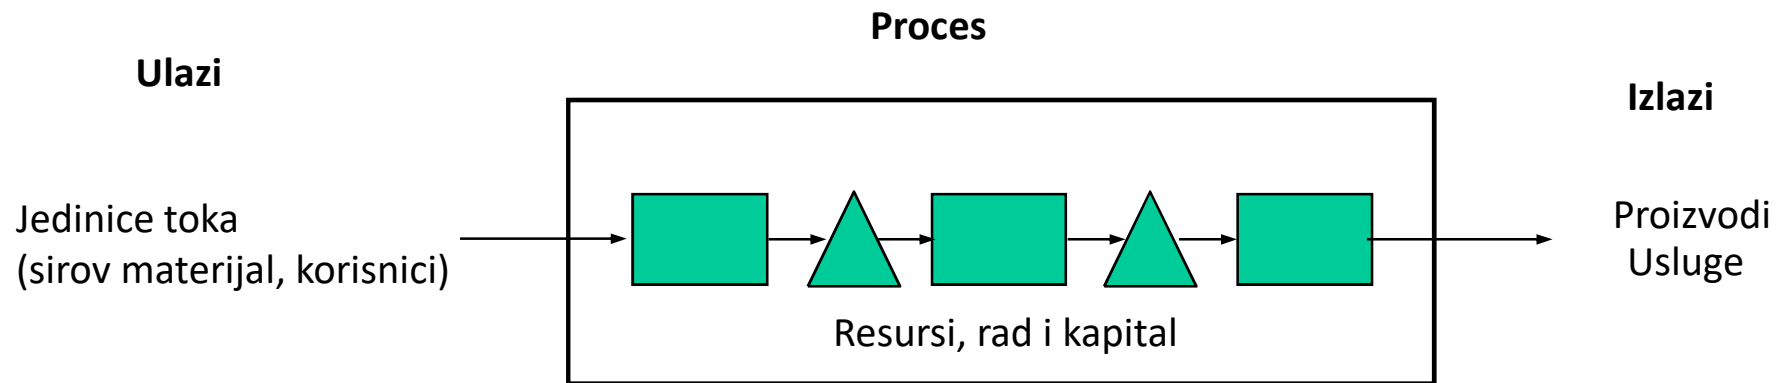 Proces
Ulazi
Izlazi
Jedinice toka
(sirov materijal, korisnici)
Proizvodi
Usluge
Resursi, rad i kapital